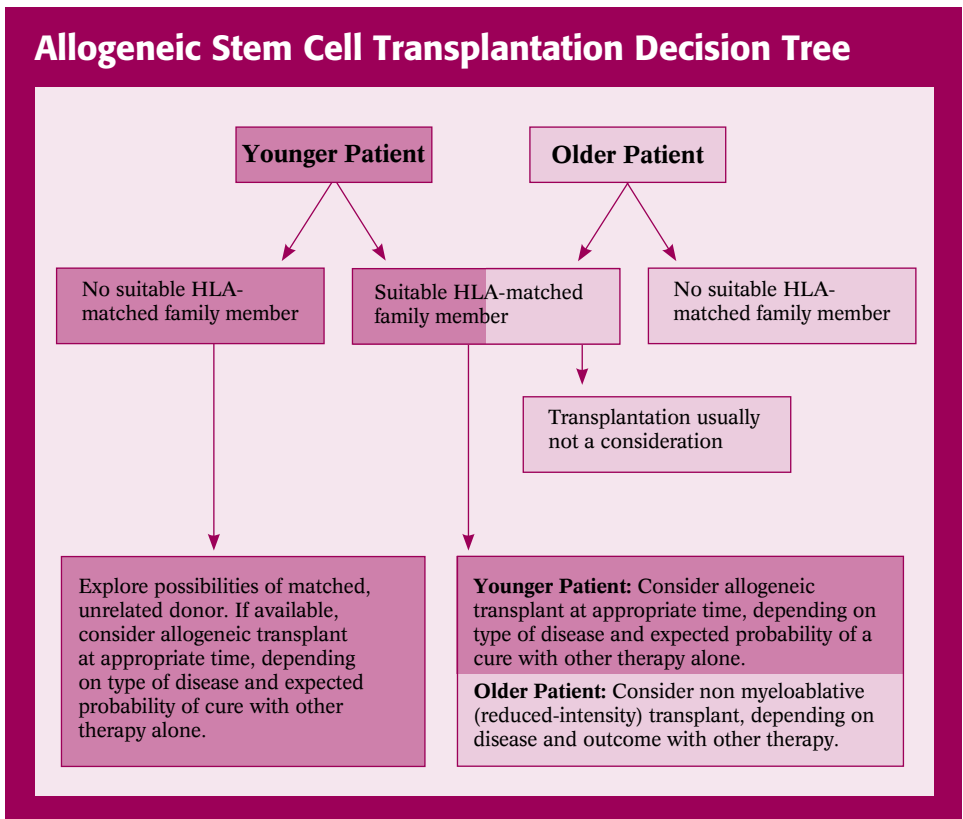 Allogeneic Stem Cell Transplantation Decision Tree
Younger Patient
Older Patient
No suitable HLA-
matched family member
Suitable HLA-matched
family member
No suitable HLA-
matched family member
Transplantation usually
not a consideration
Explore possibilities of matched,
unrelated donor. If available,
consider allogeneic transplant
at appropriate time, depending
on type of disease and expected
probability of cure with other
therapy alone.
Younger Patient: Consider allogeneic
transplant at appropriate time, depending on
type of disease and expected probability of a
cure with other therapy alone.
Older Patient: Consider non myeloablative
(reduced-intensity) transplant, depending on
disease and outcome with other therapy.